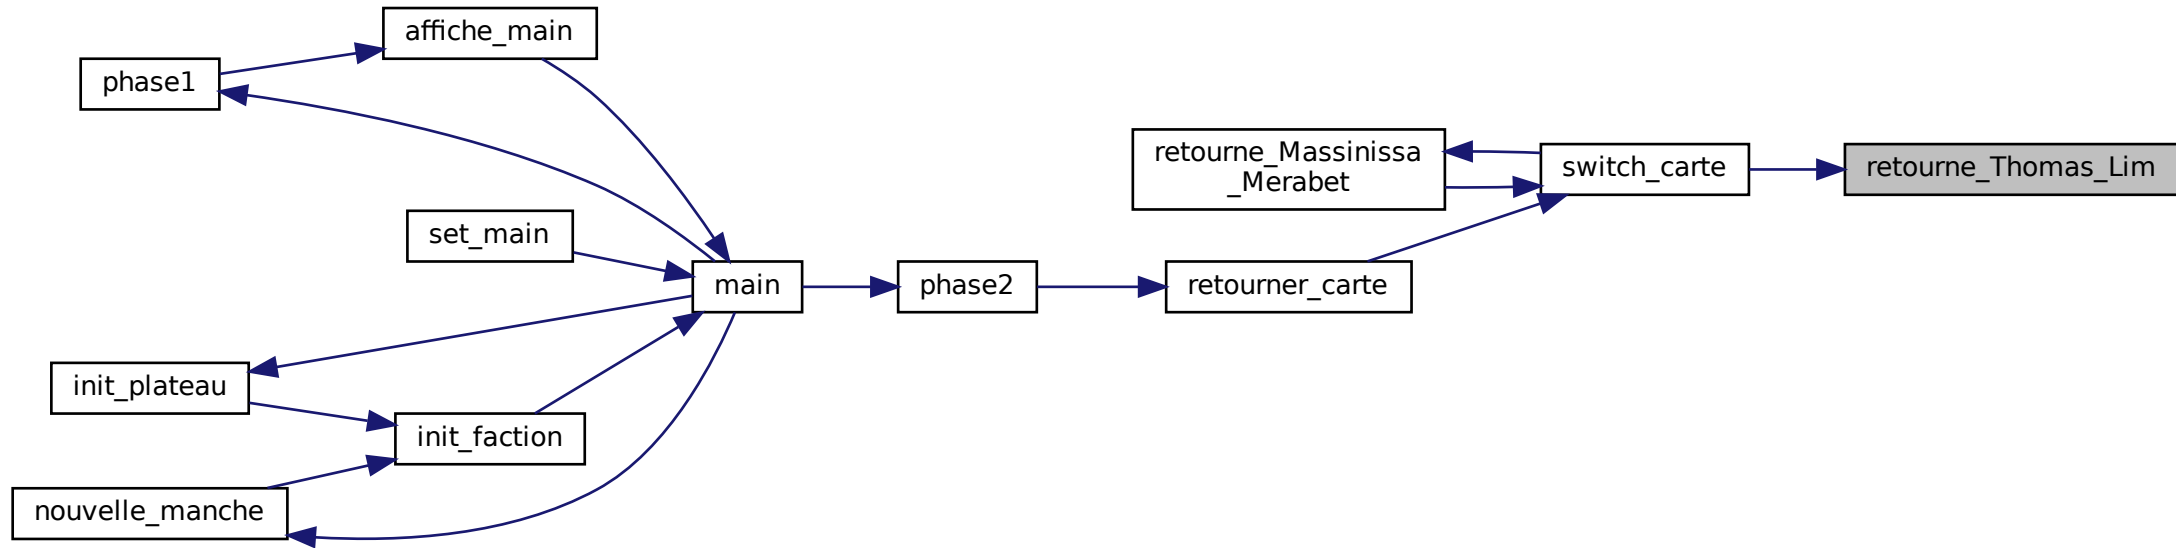 affiche_main
phase1
retourne_Massinissa
_Merabet
switch_carte
retourne_Thomas_Lim
set_main
main
phase2
retourner_carte
init_plateau
init_faction
nouvelle_manche